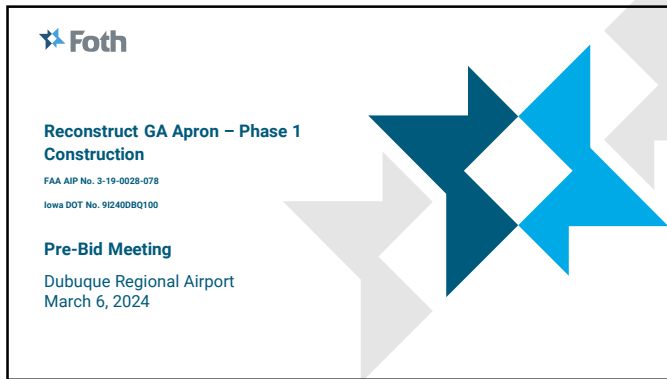 Foth
Reconstruct GA Apron – Phase 1
Construction
FAA AIP No. 3-19-0028-078
Iowa DOT No. 9I240DBQ100
Pre-Bid Meeting
Dubuque Regional Airport
March 6, 2024